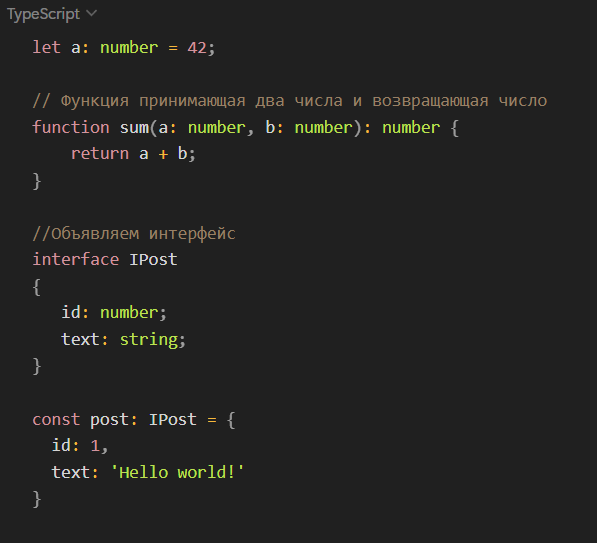 TypeScript
let a: number = 42;
// Функция принимающая два числа и возвращающая число
function sum(a: number, b: number): number {
    return a + b;
}
//Объявляем интерфейс
interface IPost
{
   id: number;
   text: string;
}
const post: IPost = {
  id: 1,
  text: 'Hello world!'
}